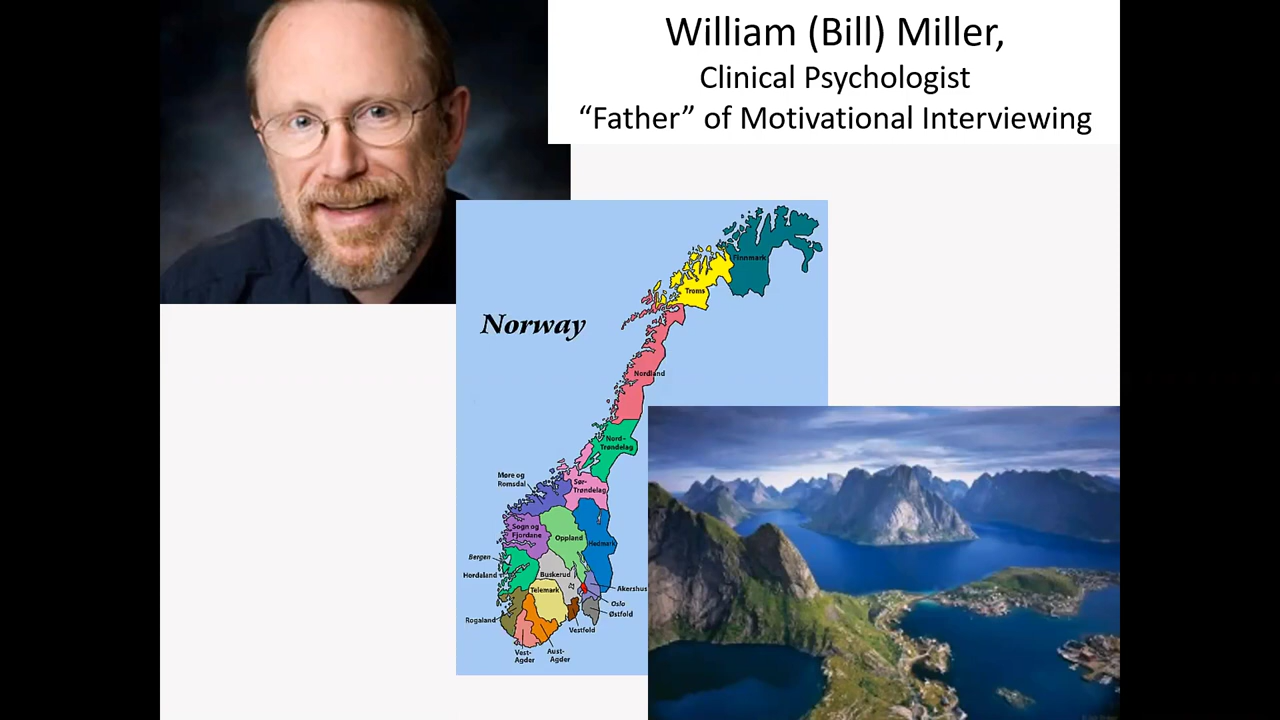 William (Bill) Miller,
Clinical Psychologist
“Father” of Motivational Interviewing
Finnmark
Troms
Norway
Nordland
Nord-
Trøndelag
Møre og
Romsdal
Sør-
Trøndelag
Sogn og
Fjordane
Oppland
Hedmark
Bergen
Hordaland
Buskerud
Telemark
Akershus
Oslo
Østfold
Rogaland
Vestfold
Vest-
Agder
Aust-
Agder